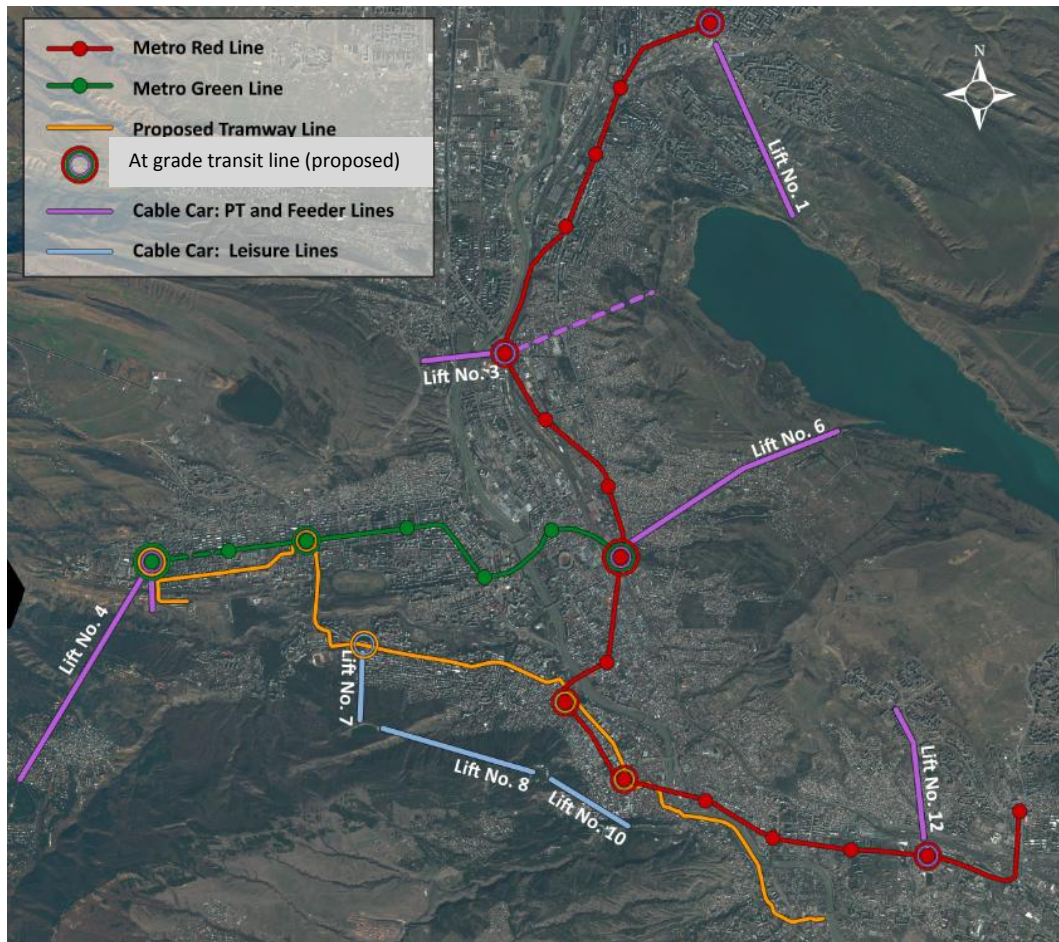 Metro Red Line
Metro Green Line
Proposed Tramway Line
At grade transit line (proposed)
Cable Car: PT and Feeder Lines
Cable Car: Leisure Lines
N
Lift No. 1
Lift No. 3
Lift No. 6
Lift No. 4
Lift No. 7
Lift No. 8
Lift No. 10
Lift No. 12